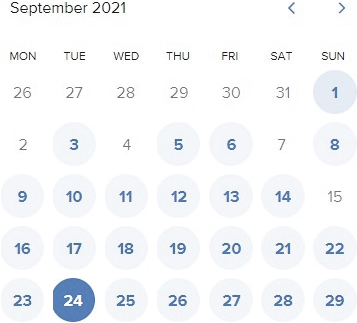 September 2021
MON TUE WED THU FRI SAT SUN
26 27 28 29 30 31 1
2 3 4 5 6 7 8
9 10 11 12 13 14 15
16 17 18 19 20 21 22
23 24 25 26 27 28 29